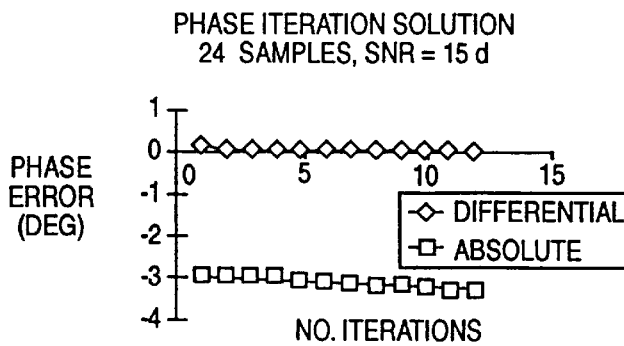 PHASE ITERATION SOLUTION
24 SAMPLES, SNR = 15 d
PHASE
ERROR
(DEG)
1
0
-1
-2
-3
-4
0
5
10
15
DIFFERENTIAL
ABSOLUTE
NO. ITERATIONS